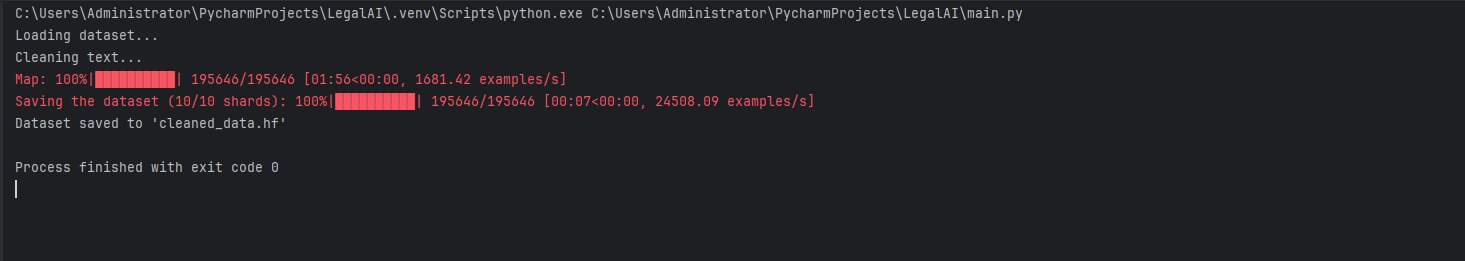 C:\Users\Administrator\PycharmProjects\LegalAI\.venv\Scripts\python.exe C:\Users\Administrator\PycharmProjects\LegalAI\main.py
Loading dataset...
Cleaning text...
Map: 100%|██████████| 195646/195646 [01:56<00:00, 1681.42 examples/s]
Saving the dataset (10/10 shards): 100%|██████████| 195646/195646 [00:07<00:00, 24508.09 examples/s]
Dataset saved to 'cleaned_data.hf'
Process finished with exit code 0